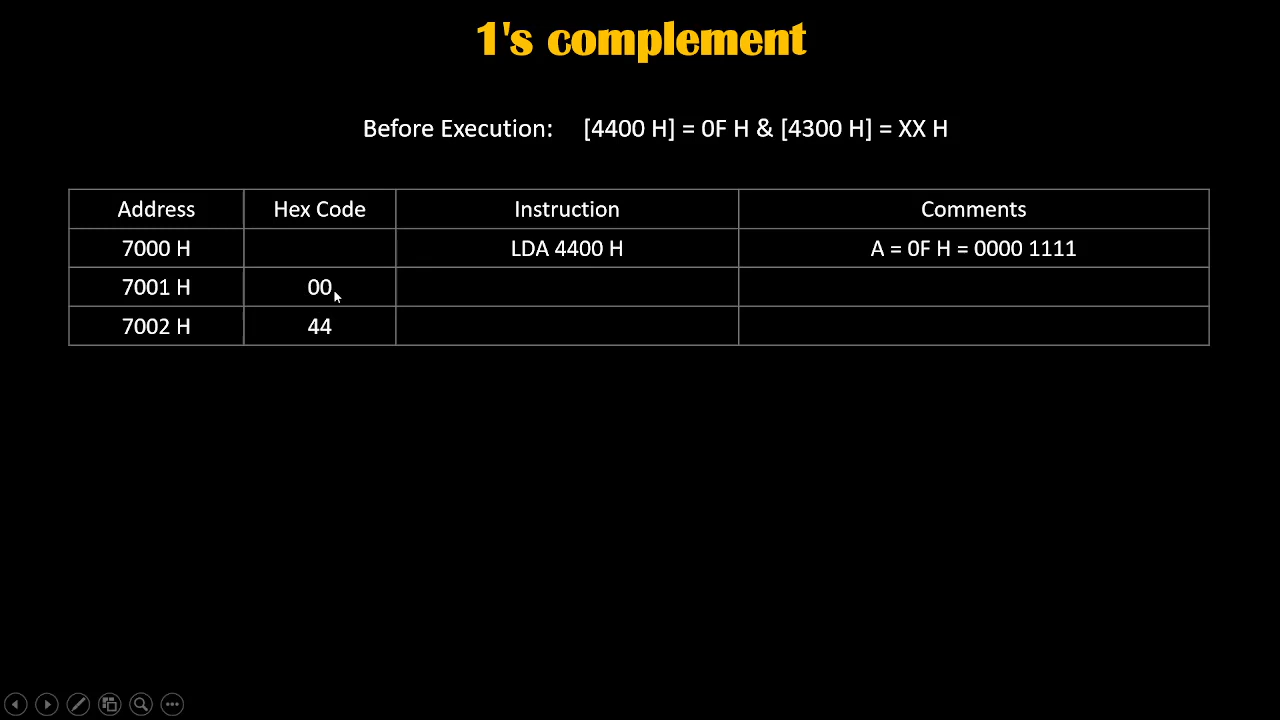 1's complement
Before Execution: [4400 H] = 0F H & [4300 H] = XX H
Address Hex Code Instruction Comments
7000 H LDA 4400 H A = 0F H = 0000 1111
7001 H 00
7002 H 44